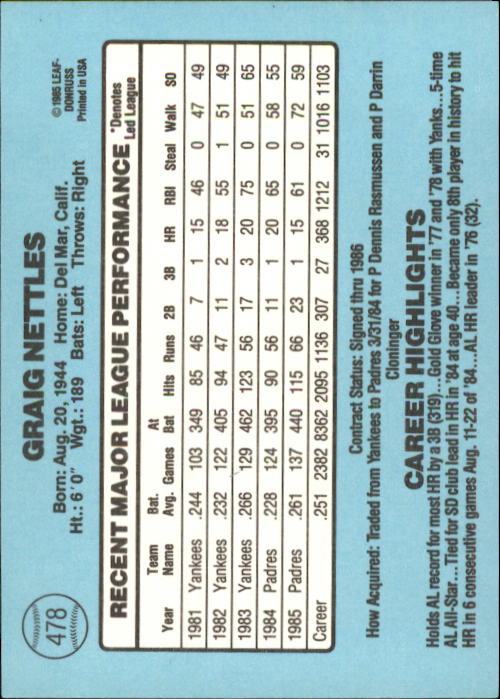 478
GRAIG NETTLES
©1985 LEAF-
DONRUSS
Printed in USA
Born: Aug. 20, 1944 Home: Del Mar, Calif.
Ht.: 6'0" Wgt.: 189 Bats: Left Throws: Right
RECENT MAJOR LEAGUE PERFORMANCE *Denotes
Led League
Year Team Name Bat. Avg. Games At Bat Hits Runs 2B 3B HR RBI Steal Walk SO
1981 Yankees .244 103 349 85 46 7 1 15 46 0 47 49
1982 Yankees .232 122 405 94 47 11 2 18 55 1 51 49
1983 Yankees .266 129 462 123 56 17 3 20 75 0 51 65
1984 Padres .228 124 395 90 56 11 1 20 65 0 58 55
1985 Padres .261 137 440 115 66 23 1 15 61 0 72 59
Career .251 2382 8362 2095 1136 307 27 368 1212 31 1016 1103
Contract Status: Signed thru 1986
How Acquired: Traded from Yankees to Padres 3/31/84 for P Dennis Rasmussen and P Darrin
Cloninger
CAREER HIGHLIGHTS
Holds AL record for most HR by a 3B (319)...Gold Glove winner in '77 and '78 with Yanks...5-time
AL All-Star...Tied for SD club lead in HR in '84 at age 40...Became only 8th player in history to hit
HR in 6 consecutive games Aug. 11-22 of '84...AL HR leader in '76 (32).